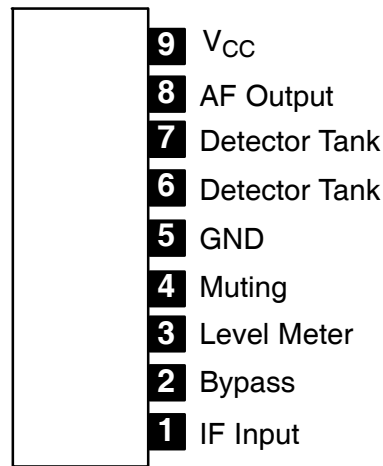 9 VCC
8 AF Output
7 Detector Tank
6 Detector Tank
5 GND
4 Muting
3 Level Meter
2 Bypass
1 IF Input